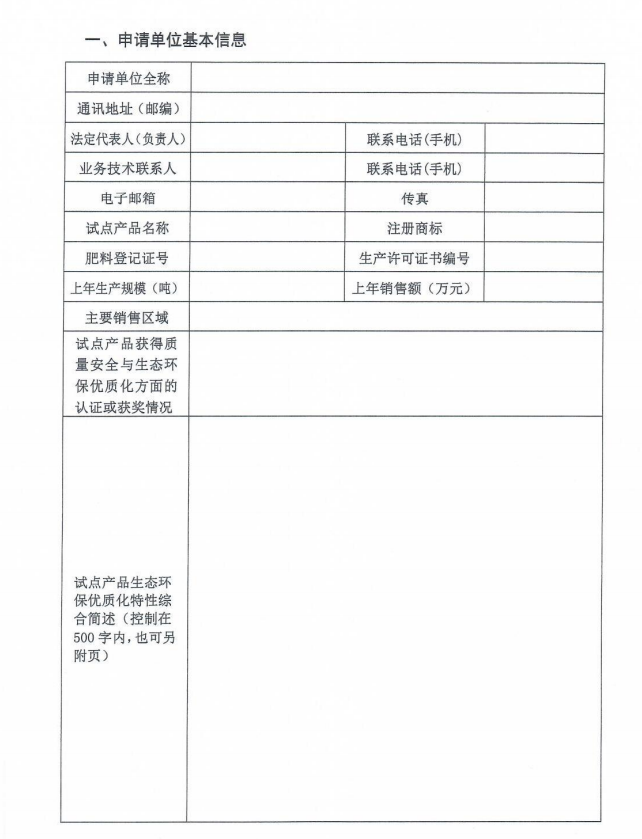 一、申请单位基本信息
申请单位全称
通讯地址（邮编）
法定代表人（负责人）
联系电话(手机)
业务技术联系人
联系电话(手机)
电子邮箱
传真
试点产品名称
注册商标
肥料登记证号
生产许可证书编号
上年生产规模（吨）
上年销售额（万元）
主要销售区域
试点产品获得质
量安全与生态环
保优质化方面的
认证或获奖情况
试点产品生态环
保优质化特性综
合简述（控制在
500 字内，也可另
附页）